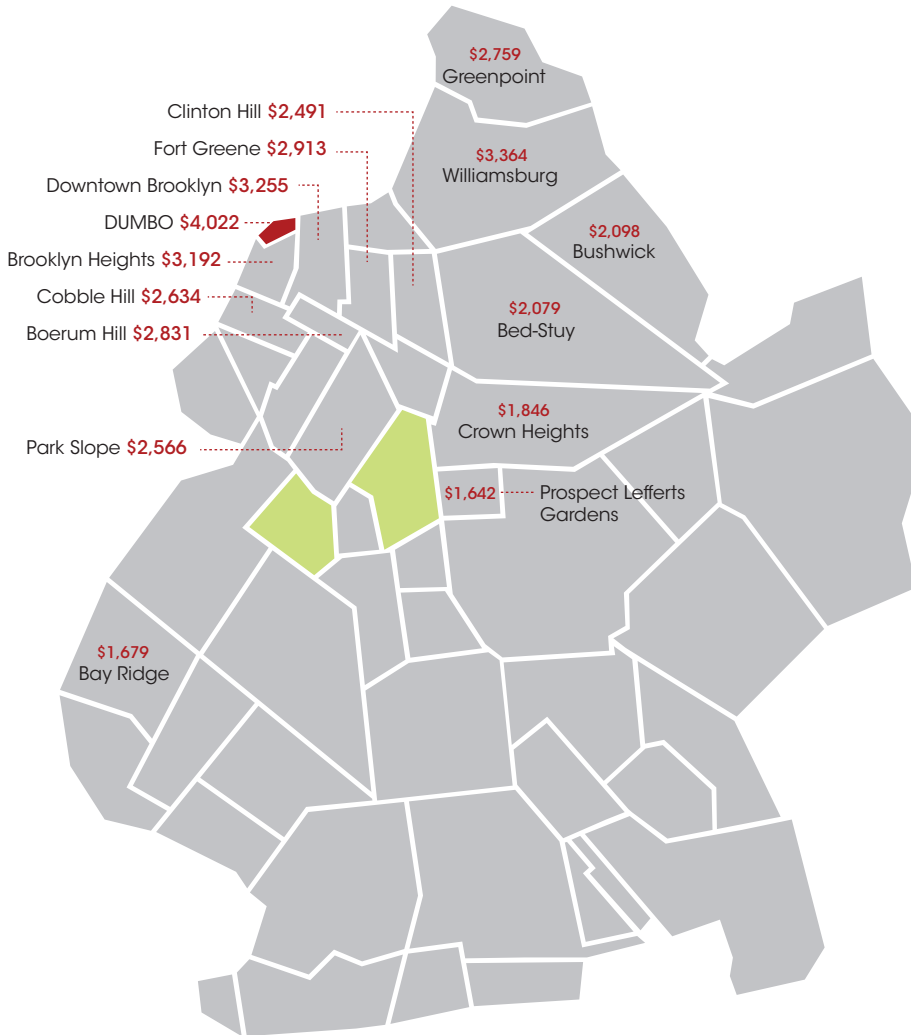 $2,759
Greenpoint
Clinton Hill $2,491
Fort Greene $2,913
$3,364
Williamsburg
Downtown Brooklyn $3,255
DUMBO $4,022
$2,098
Bushwick
Brooklyn Heights $3,192
Cobble Hill $2,634
$2,079
Bed-Stuy
Boerum Hill $2,831
$1,846
Crown Heights
Park Slope $2,566
$1,642
Prospect Lefferts
Gardens
$1,679
Bay Ridge